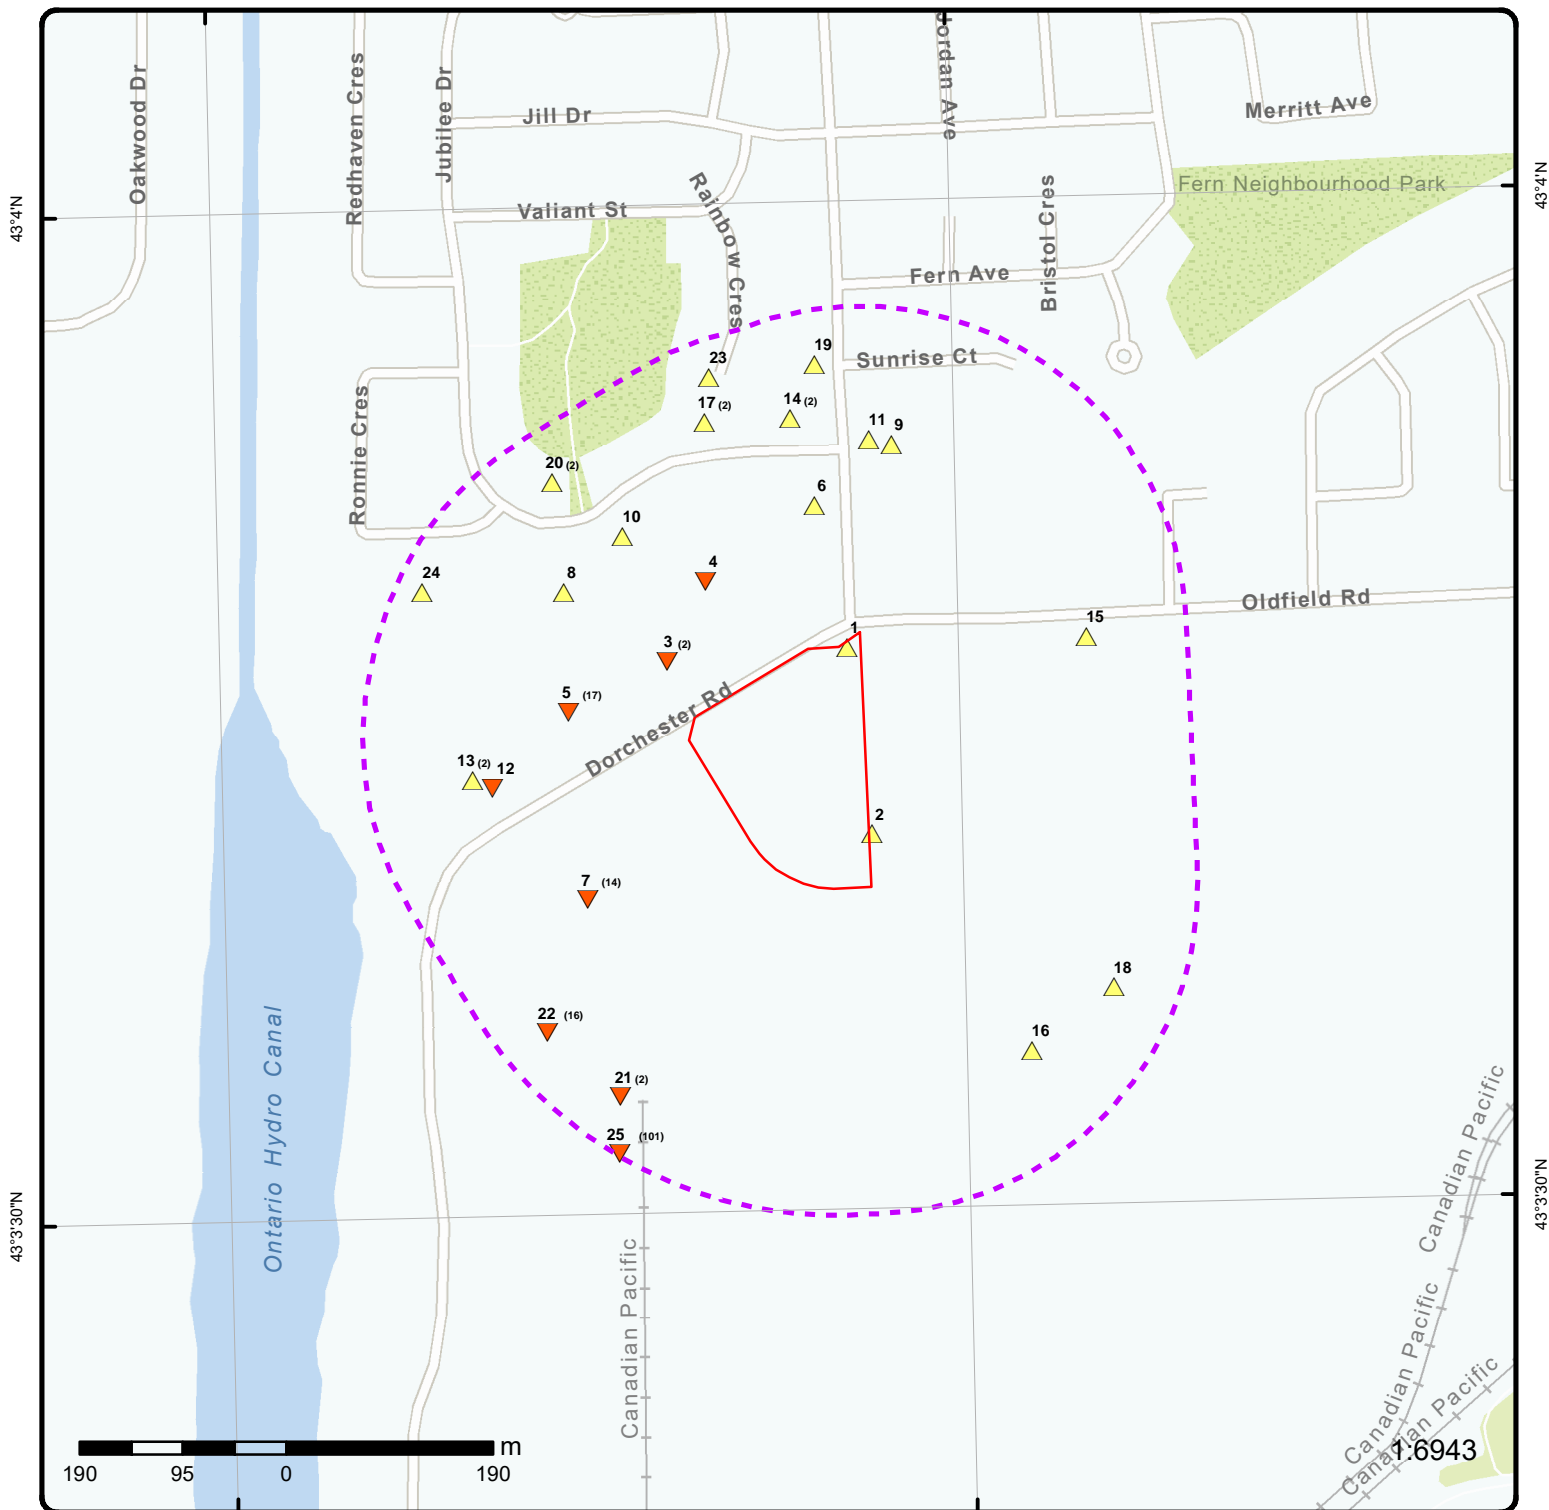 Oakwood Dr
Redhaven Cres
Jubilee Dr
Jill Dr
Jordan Ave
Merritt Ave
Fern Neighbourhood Park
43°4'N
43°4'N
Valiant St
Rainbow Cres
Bristol Cres
Fern Ave
Sunrise Ct
Ronnie Cres
23
19
17 (2)
14 (2)
11
9
20 (2)
6
10
4
24
8
Oldfield Rd
15
1
3 (2)
5 (17)
Dorchester Rd
13 (2)
12
2
7 (14)
18
22 (16)
16
21 (2)
25 (101)
Ontario Hydro Canal
Canadian Pacific
Canadian Pacific
Canadian Pacific
Canadian Pacific
43°3'30"N
43°3'30"N
m
190 95 0 190
1:6943